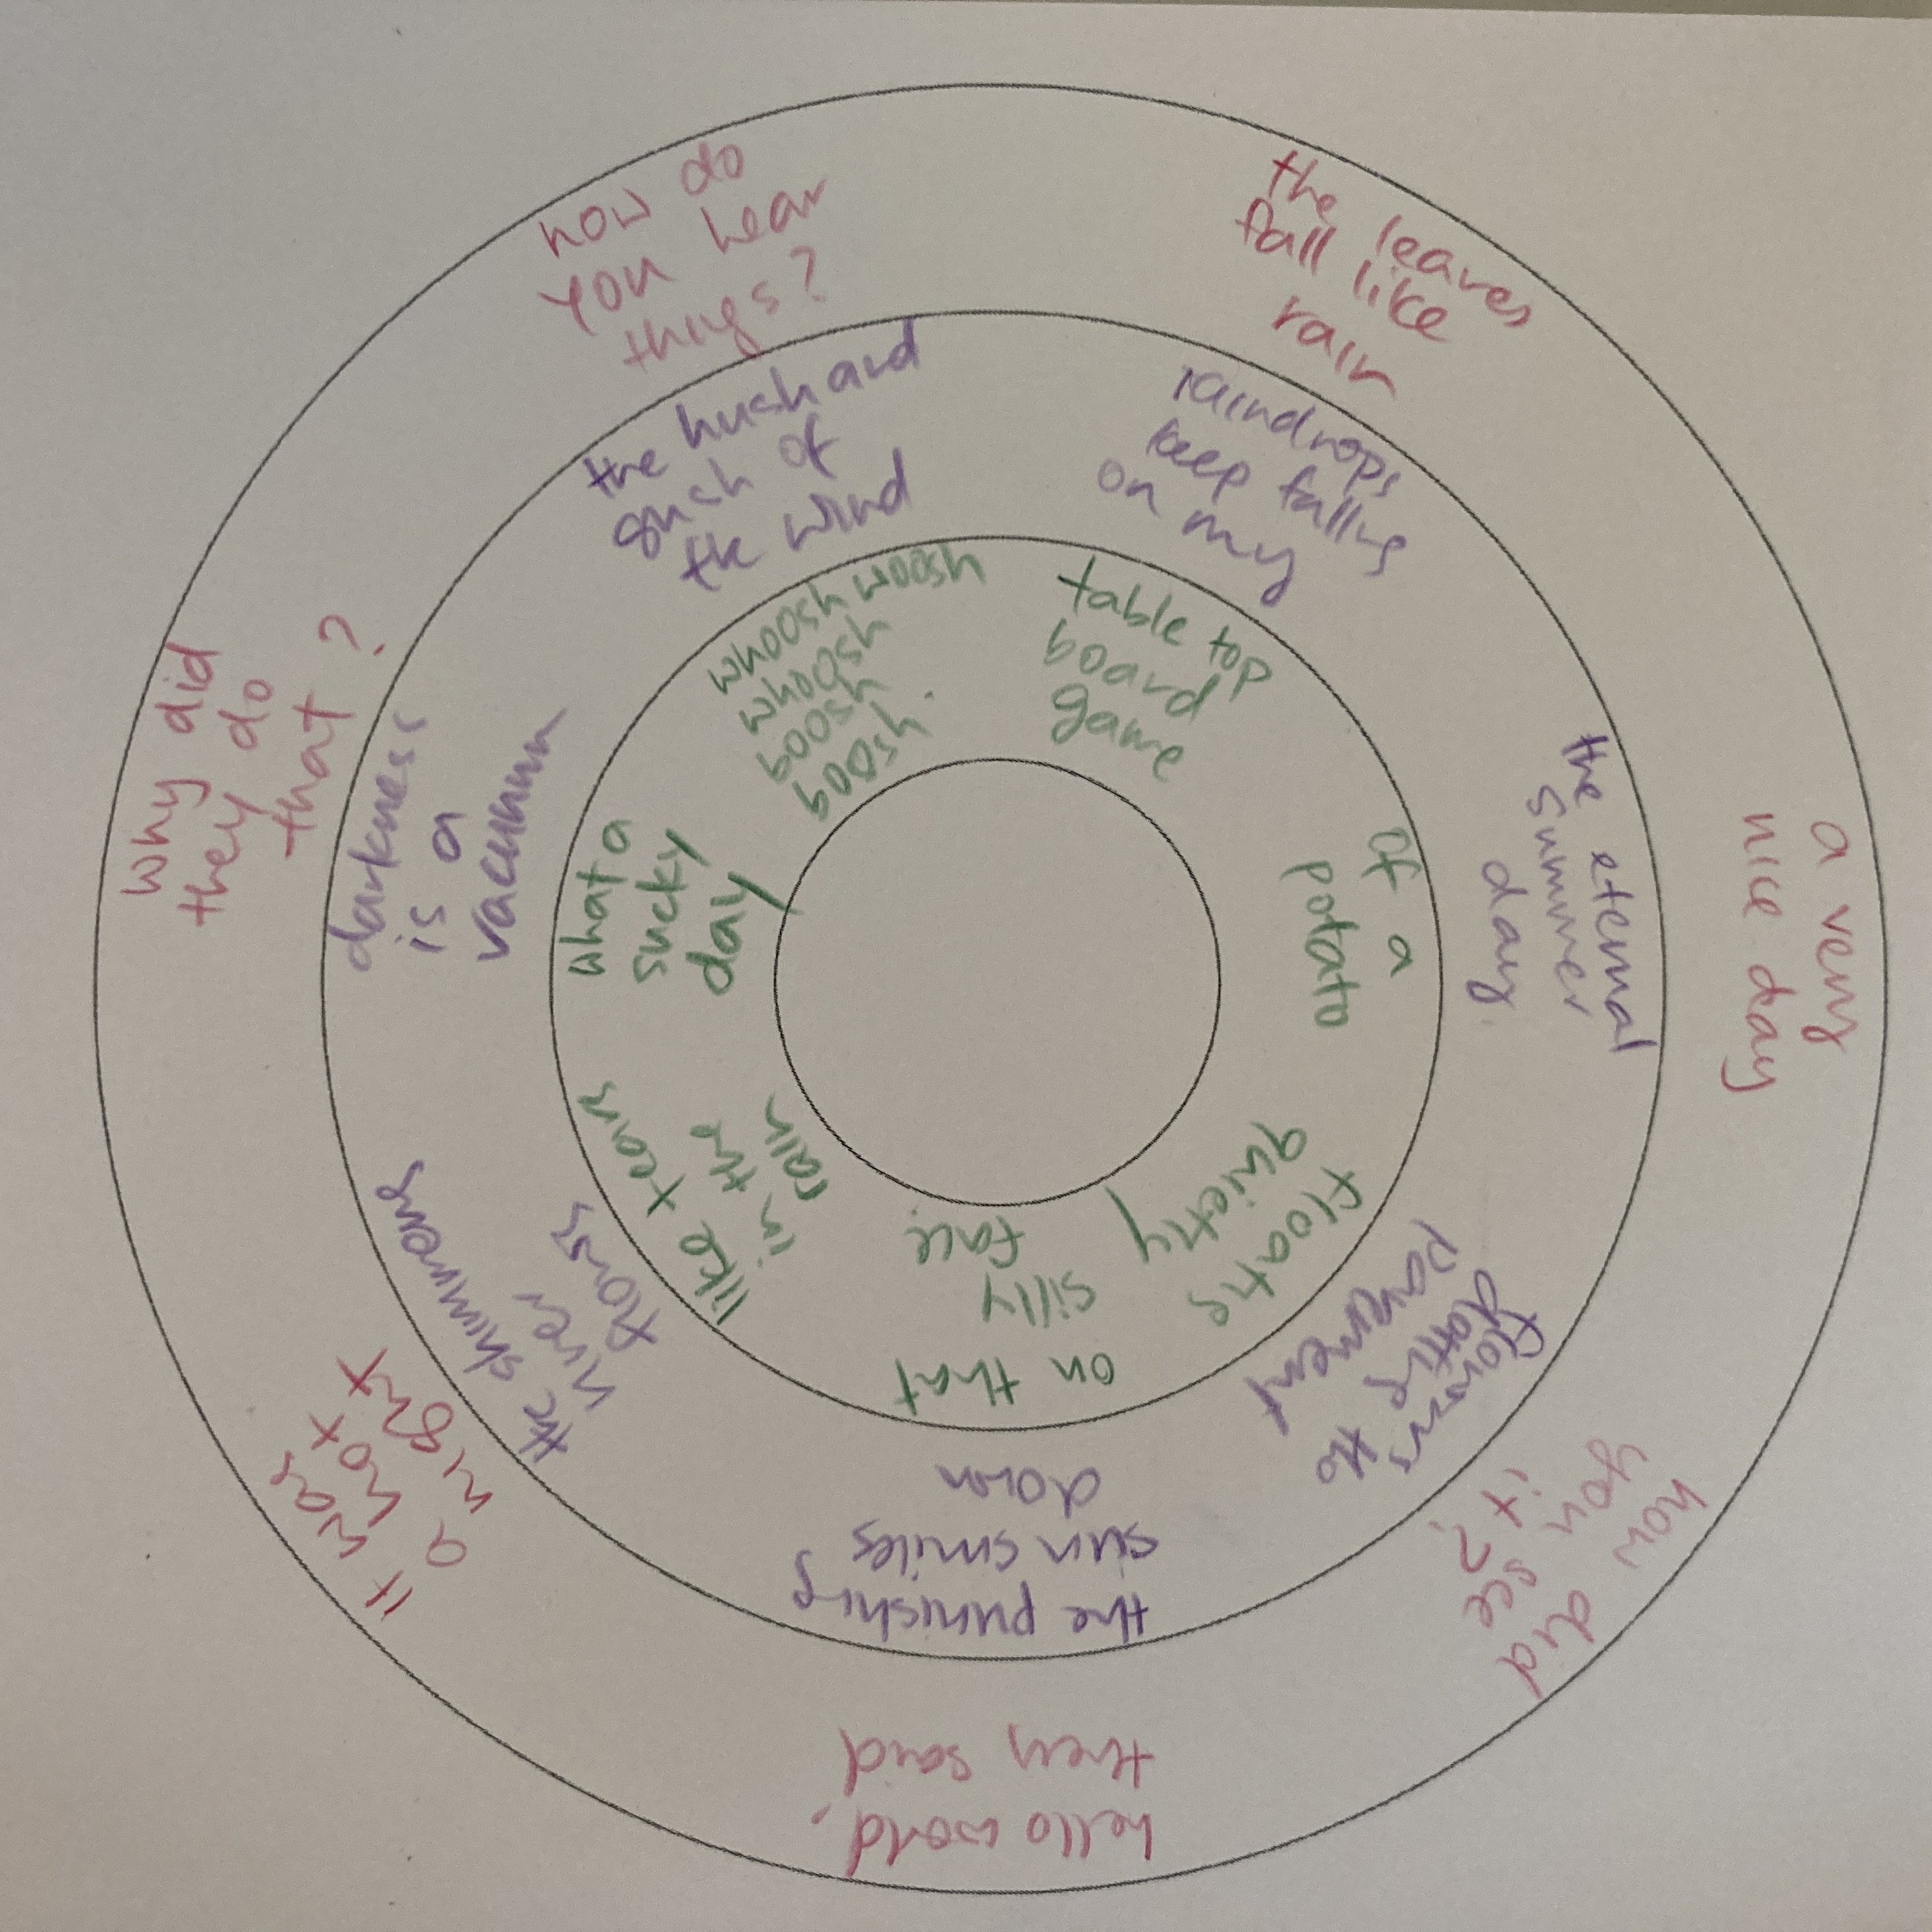 how do
you hear
thigs?
the leaves
fall like
rain
a very
nice day
how did
you see
it?
hello world,
they said
It was
a hot
night
why did
they do
that?
the hush and
gush of
the wind
raindrops
keep falling
on my
the eternal
summer
day.
flowers
dotting the
pavement
the punishing
sun smiles
down
the shimmering
river
flows
darkness
is a
vacuum
whoosh woosh
whoosh
boosh
boosh.
table top
board
game
of a
potato
floating
quietly
on that
silly
face
like tears
in the
rain
what a
sucky
day